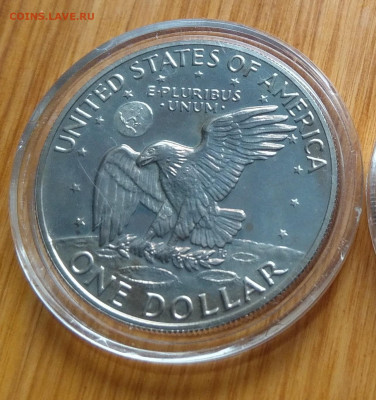 COINS.LAVE.RU
UNITED STATES OF AMERICA
E·PLURIBUS
·UNUM·
ONE DOLLAR